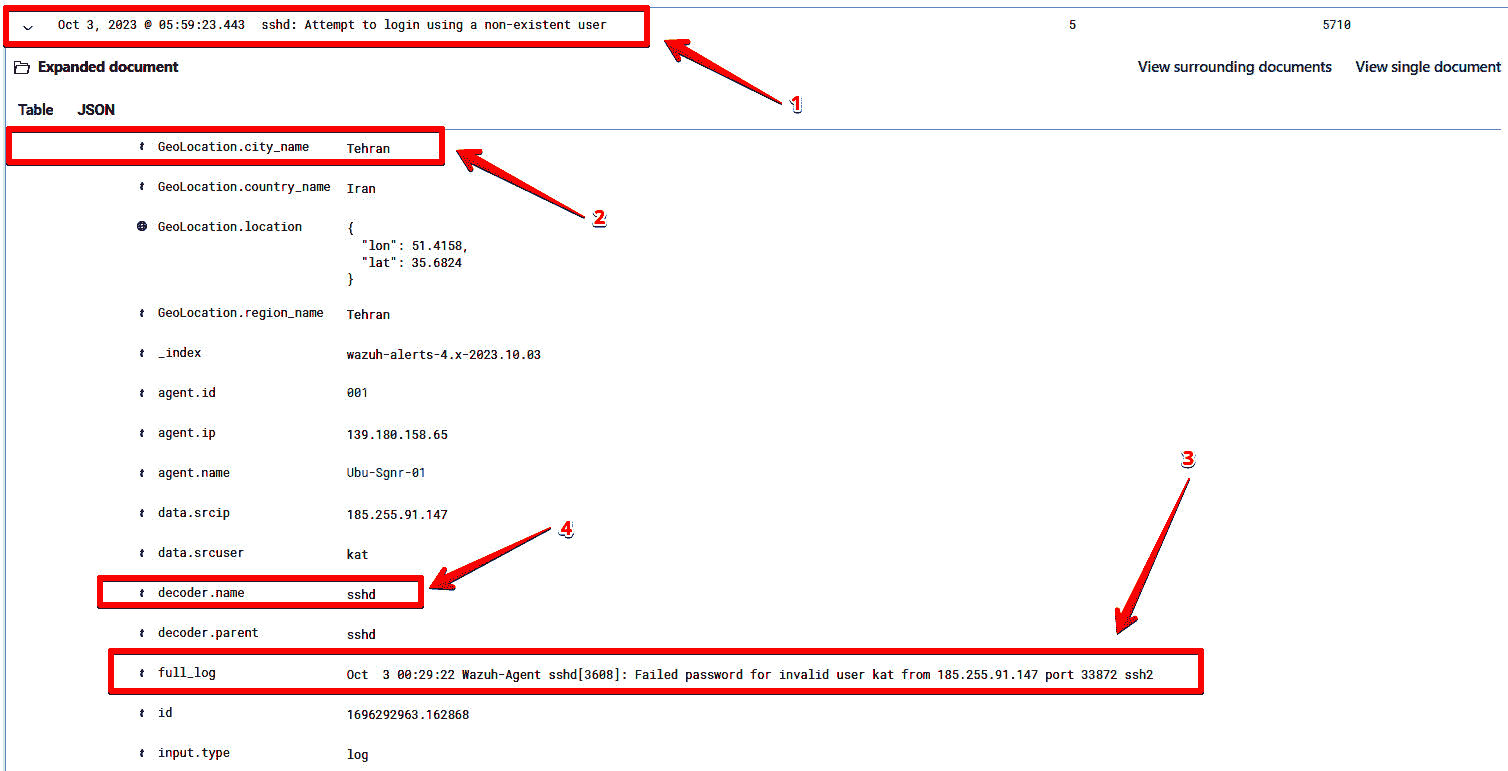 Oct 3, 2023 @ 05:59:23.443 sshd: Attempt to login using a non-existent user 5 5710
Expanded document View surrounding documents View single document
1
Table JSON
t GeoLocation.city_name Tehran
2
t GeoLocation.country_name Iran
GeoLocation.location {
"lon": 51.4158,
"lat": 35.6824
}
t GeoLocation.region_name Tehran
t _index wazuh-alerts-4.x-2023.10.03
t agent.id 001
t agent.ip 139.180.158.65
3
t agent.name Ubu-Sgnr-01
t data.srcip 185.255.91.147
4
t data.srcuser kat
t decoder.name sshd
t decoder.parent sshd
t full_log Oct  3 00:29:22 Wazuh-Agent sshd[3608]: Failed password for invalid user kat from 185.255.91.147 port 33872 ssh2
t id 1696292963.162868
t input.type log